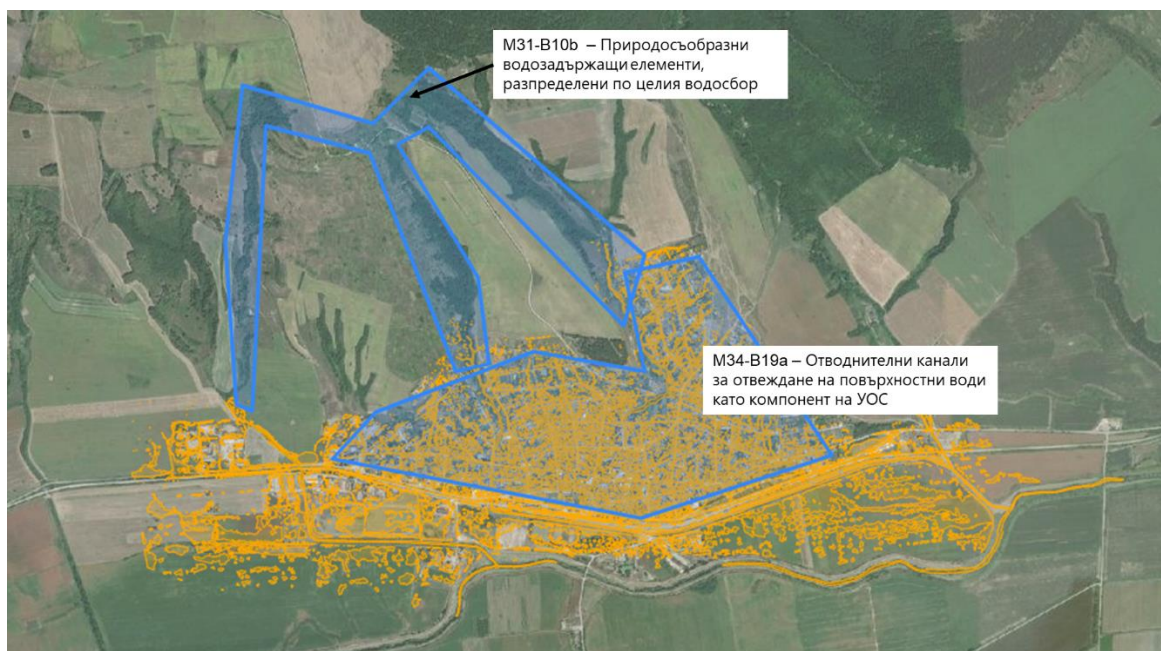 M31-B10b – Природосъобразни
водозадържащи елементи,
разпределени по целия водосбор
M34-B19a – Отводнителни канали
за отвеждане на повърхностни води
като компонент на УОС